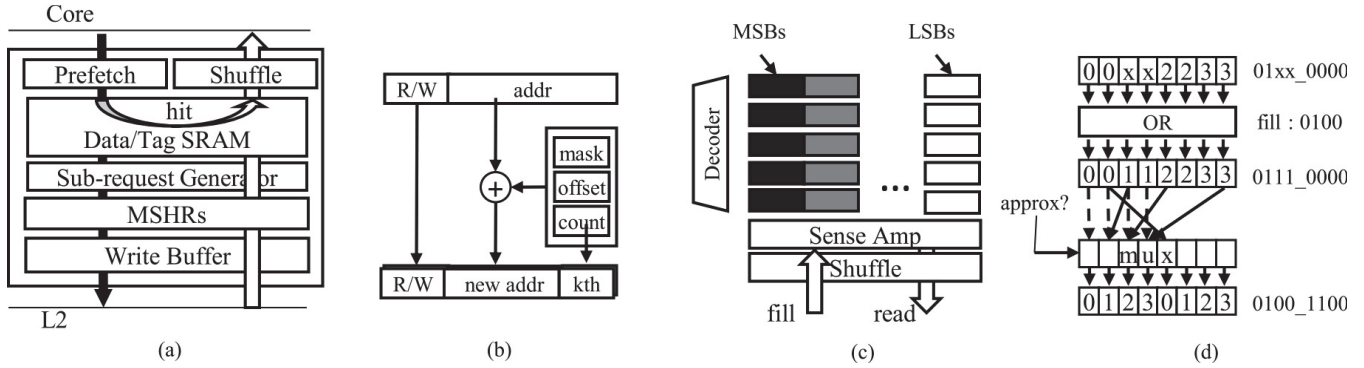 Core
Prefetch
Shuffle
hit
Data/Tag SRAM
Sub-request Generator
MSHRs
Write Buffer
L2
(a)
R/W addr
mask
+
offset
count
R/W new addr kth
(b)
MSBs LSBs
Decoder
...
Sense Amp
Shuffle
fill read
(c)
0 0 x x 2 2 3 3 01xx_0000
OR fill : 0100
0 0 1 1 2 2 3 3 0111_0000
approx?
mux
0 1 2 3 0 1 2 3 0100_1100
(d)